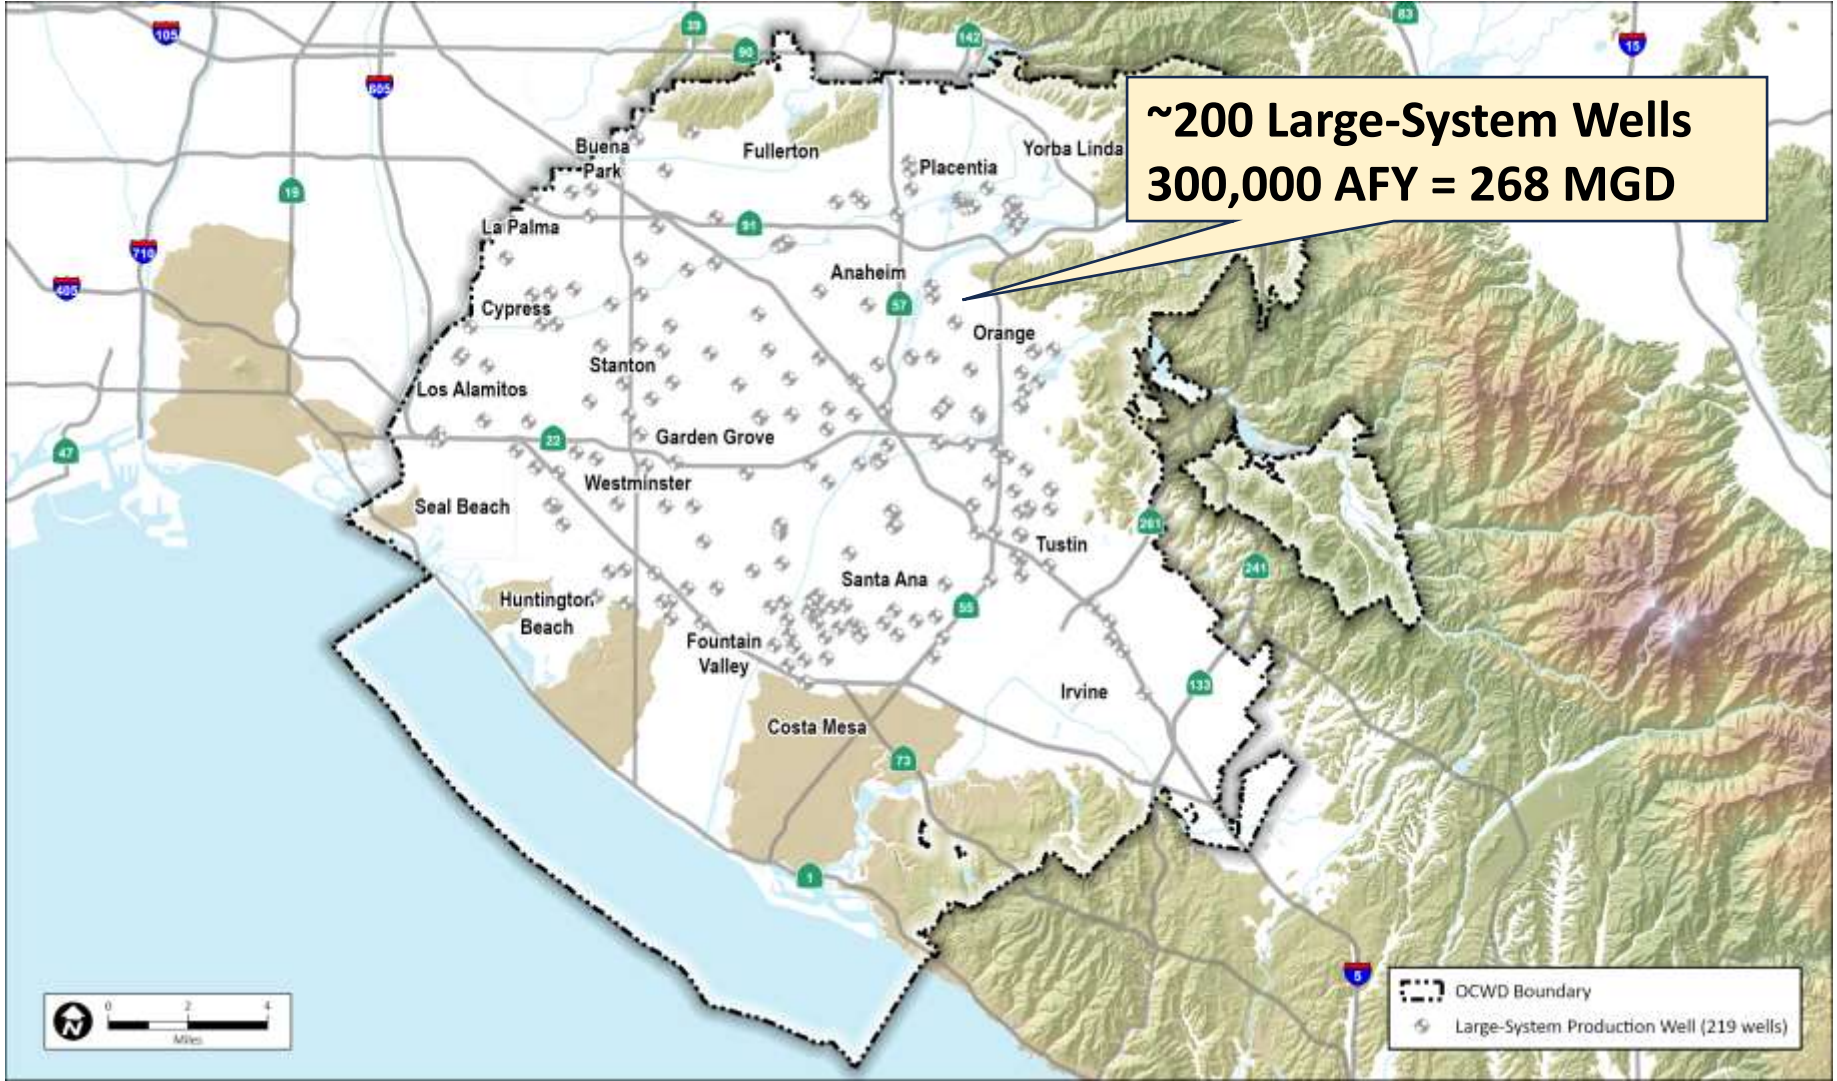 105
39
90
142
83
15
605
~200 Large-System Wells
300,000 AFY = 268 MGD
Buena
Park
Fullerton
Placentia
Yorba Linda
19
La Palma
91
710
405
Anaheim
57
Cypress
Orange
Stanton
Los Alamitos
22
Garden Grove
47
Westminster
Seal Beach
261
Tustin
241
Santa Ana
Huntington
Beach
55
Fountain
Valley
Irvine
133
Costa Mesa
73
1
5
N
0 2 4
Miles
OCWD Boundary
Large-System Production Well (219 wells)